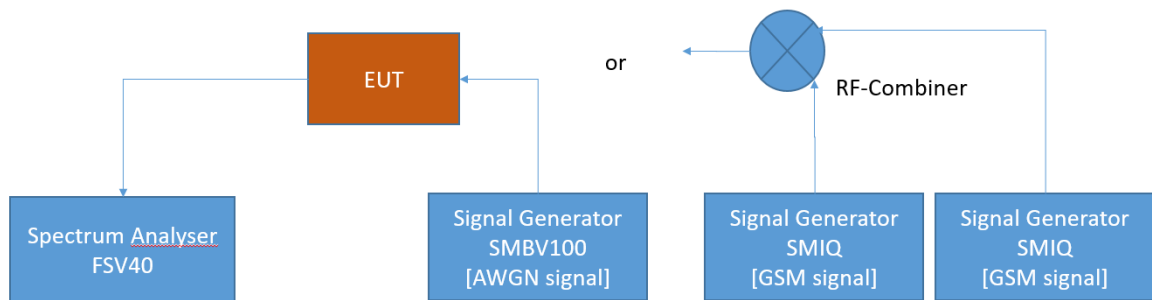 EUT
or
RF-Combiner
Spectrum Analyser
FSV40
Signal Generator
SMBV100
[AWGN signal]
Signal Generator
SMIQ
[GSM signal]
Signal Generator
SMIQ
[GSM signal]